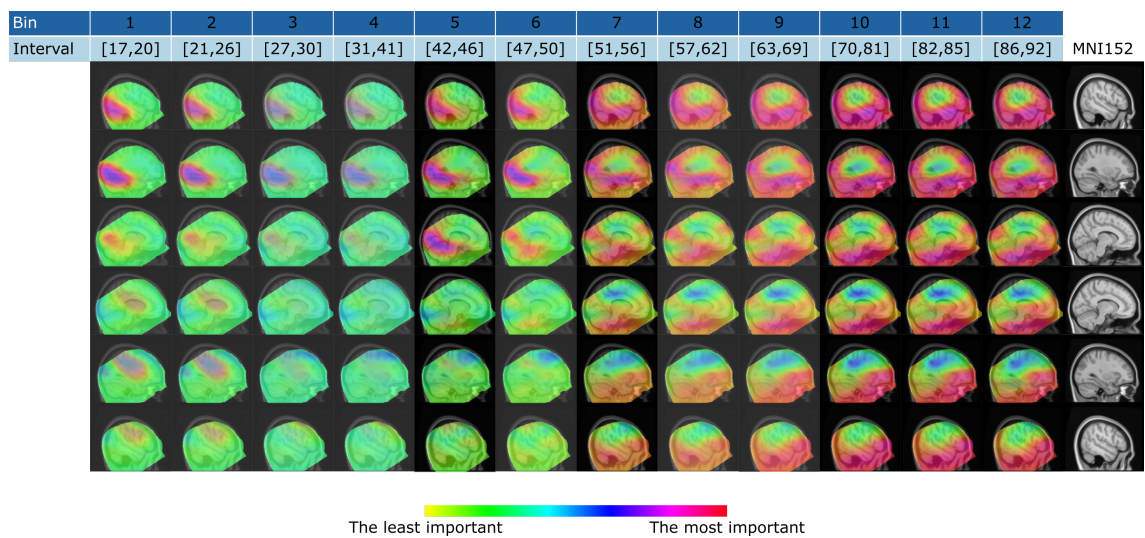 Bin 1 2 3 4 5 6 7 8 9 10 11 12
Interval [17,20] [21,26] [27,30] [31,41] [42,46] [47,50] [51,56] [57,62] [63,69] [70,81] [82,85] [86,92] MNI152
The least important The most important